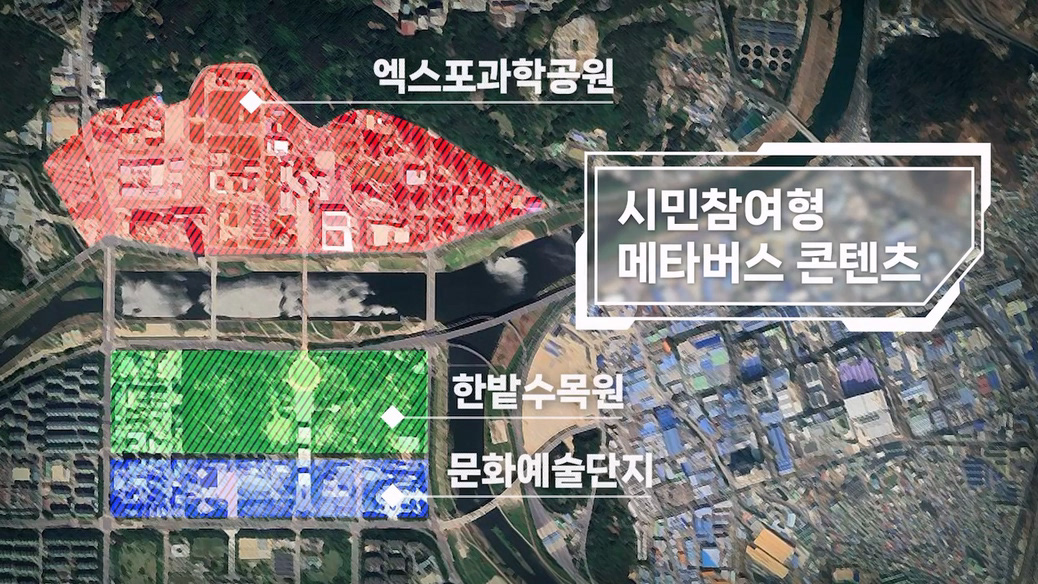 엑스포과학공원
시민참여형
메타버스 콘텐츠
한밭수목원
문화예술단지